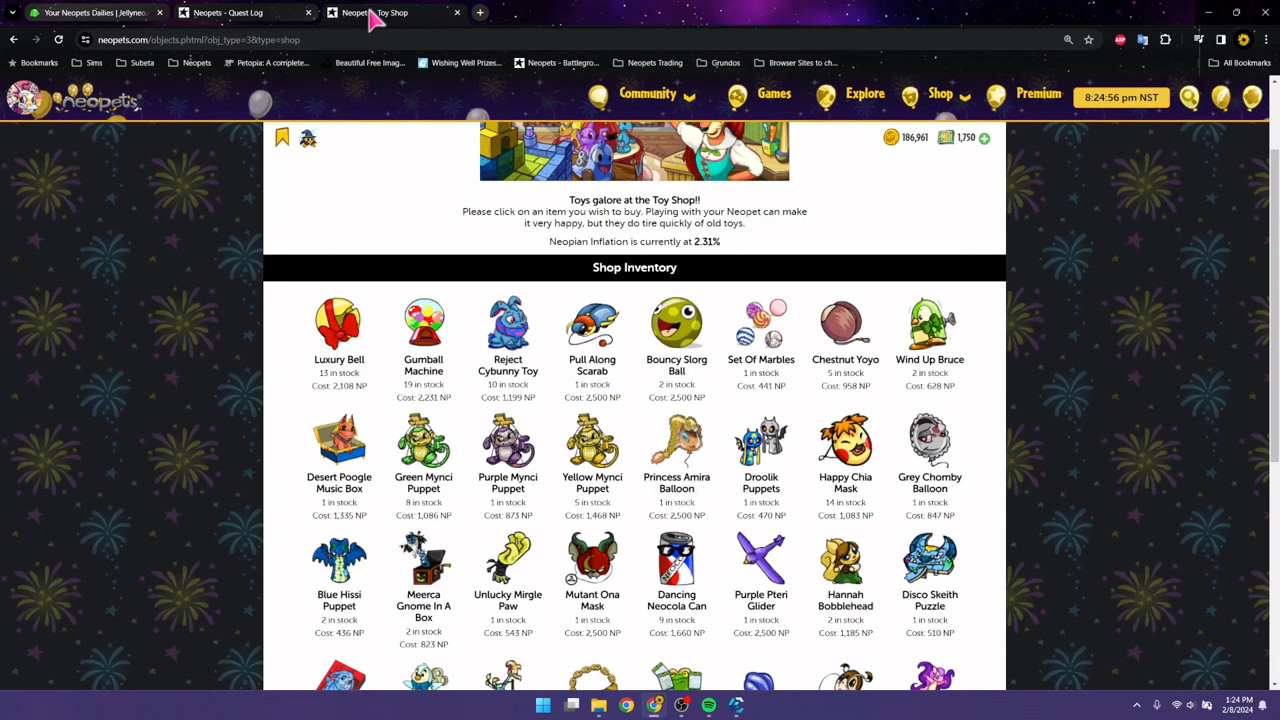 Your Neopets Dailies | Jellyneo
Neopets - Quest Log
Neopets - Toy Shop
neopets.com/objects.phtml?obj_type=3&type=shop
Bookmarks
Sims
Subeta
Neopets
Petopia: A complete...
Beautiful Free Imag...
Wishing Well Prizes...
Neopets - Battlegro...
Neopets Trading
Grundos
Browser Sites to ch...
All Bookmarks
neopets
Community
Games
Explore
Shop
Premium
8:24:56 pm NST
186,961
1,750
Toys galore at the Toy Shop!!
Please click on an item you wish to buy. Playing with your Neopet can make
it very happy, but they do tire quickly of old toys.
Neopian Inflation is currently at 2.31%
Shop Inventory
Luxury Bell
13 in stock
Cost: 2,108 NP
Gumball
Machine
19 in stock
Cost: 2,231 NP
Reject
Cybunny Toy
10 in stock
Cost: 1,199 NP
Pull Along
Scarab
1 in stock
Cost: 2,500 NP
Bouncy Slorg
Ball
2 in stock
Cost: 2,500 NP
Set Of Marbles
1 in stock
Cost: 441 NP
Chestnut Yoyo
5 in stock
Cost: 958 NP
Wind Up Bruce
2 in stock
Cost: 628 NP
Desert Poogle
Music Box
1 in stock
Cost: 1,335 NP
Green Mynci
Puppet
8 in stock
Cost: 1,086 NP
Purple Mynci
Puppet
1 in stock
Cost: 873 NP
Yellow Mynci
Puppet
5 in stock
Cost: 1,468 NP
Princess Amira
Balloon
1 in stock
Cost: 2,500 NP
Droolik
Puppets
1 in stock
Cost: 470 NP
Happy Chia
Mask
14 in stock
Cost: 1,083 NP
Grey Chomby
Balloon
1 in stock
Cost: 847 NP
Blue Hissi
Puppet
2 in stock
Cost: 436 NP
Meerca
Gnome In A
Box
2 in stock
Cost: 823 NP
Unlucky Mirgle
Paw
1 in stock
Cost: 543 NP
Mutant Ona
Mask
1 in stock
Cost: 2,500 NP
Dancing
Neocola Can
9 in stock
Cost: 1,660 NP
Purple Pteri
Glider
1 in stock
Cost: 2,500 NP
Hannah
Bobblehead
2 in stock
Cost: 1,185 NP
Disco Skeith
Puzzle
1 in stock
Cost: 510 NP
1:24 PM
2/8/2024